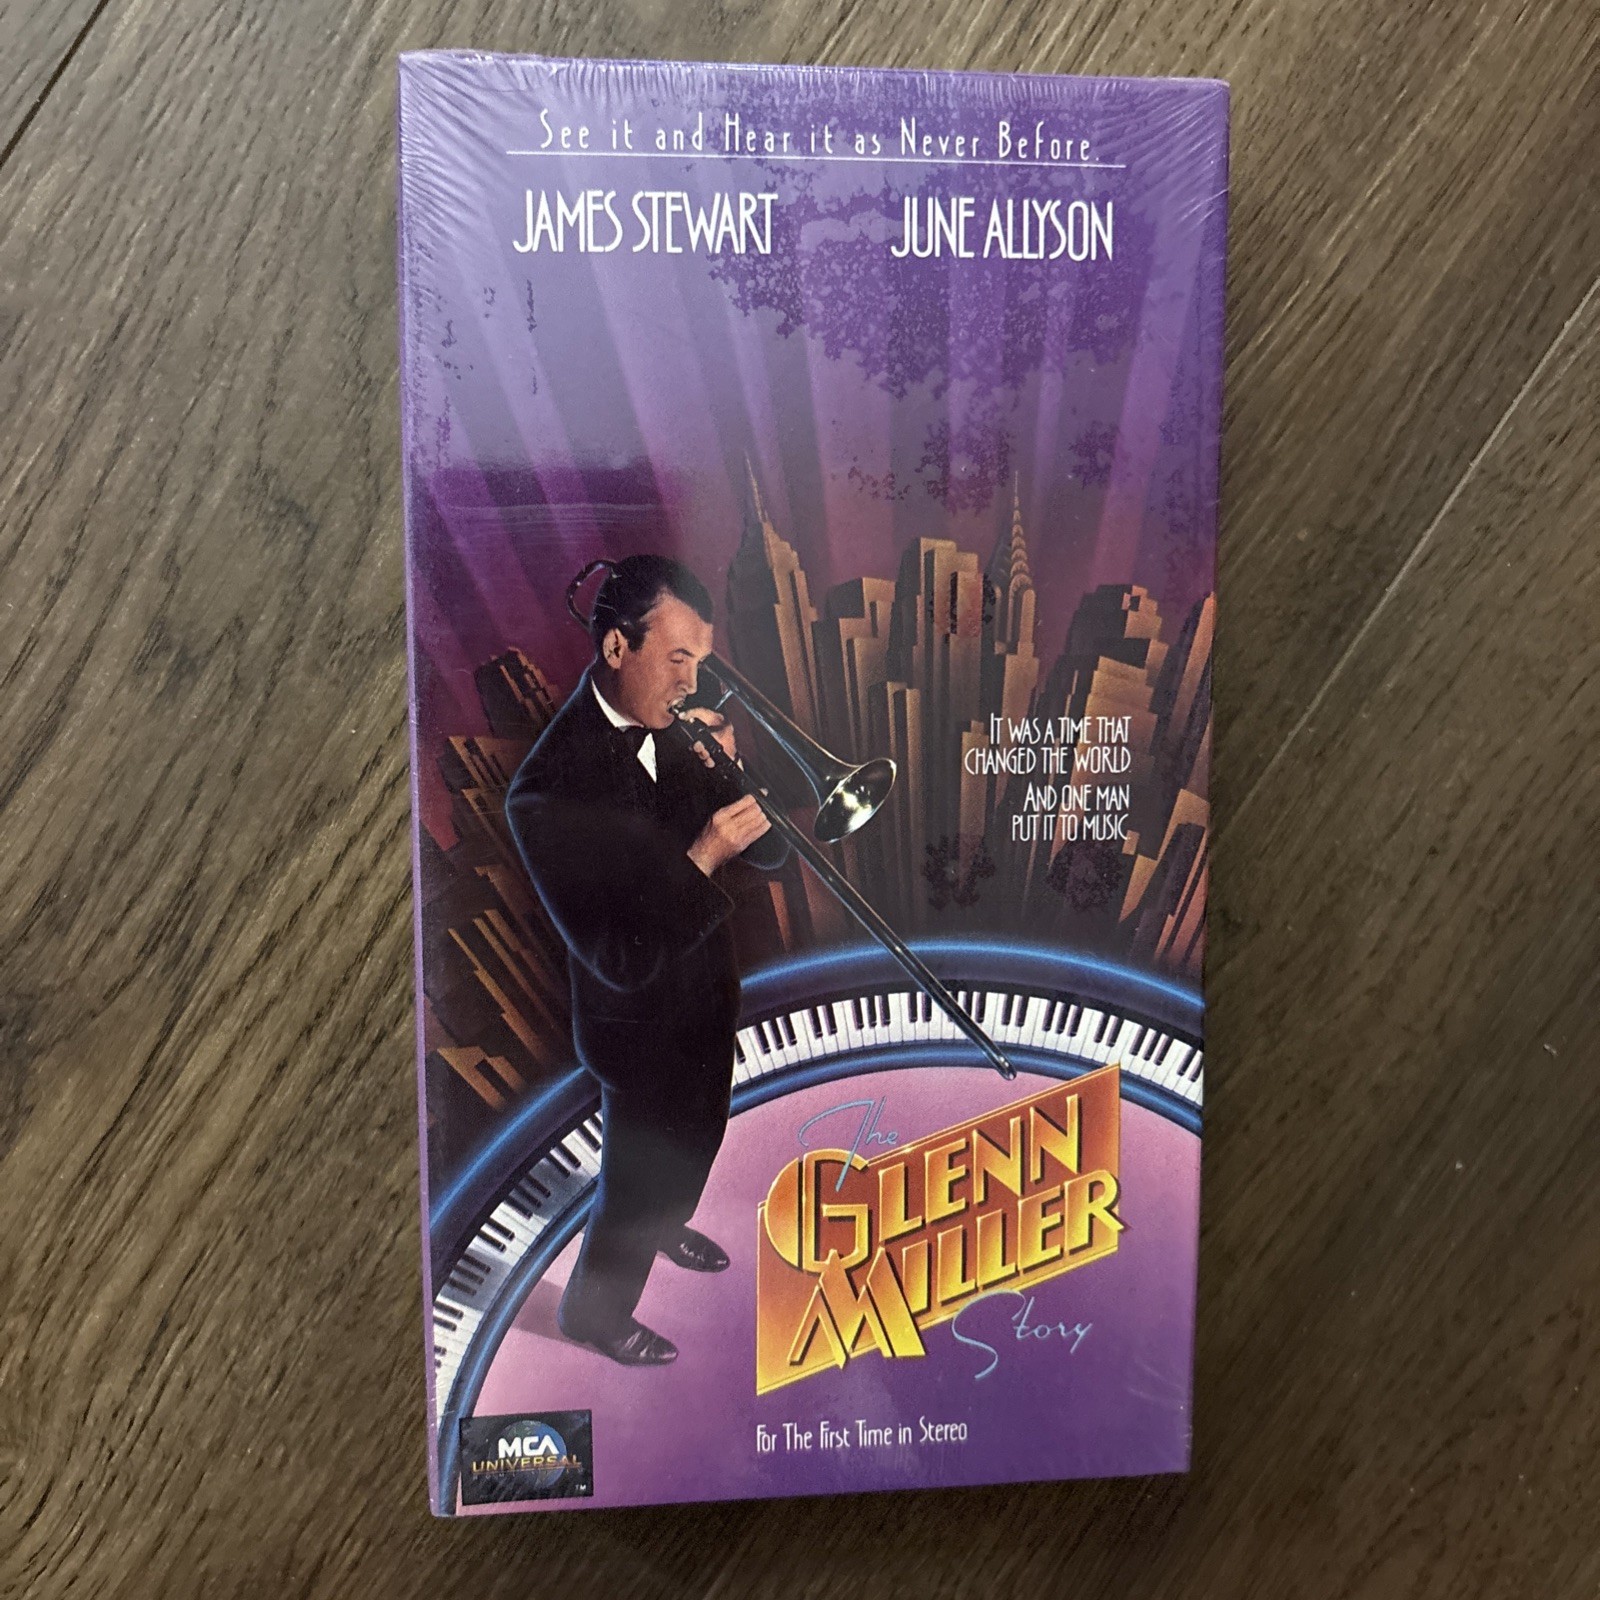 See it and Hear it as Never Before.
JAMES STEWART JUNE ALLYSON
IT WAS A TIME THAT
CHANGED THE WORLD.
AND ONE MAN
PUT IT TO MUSIC.
The
GLENN
MILLER
Story
For The First Time in Stereo
MCA
UNIVERSAL
TM